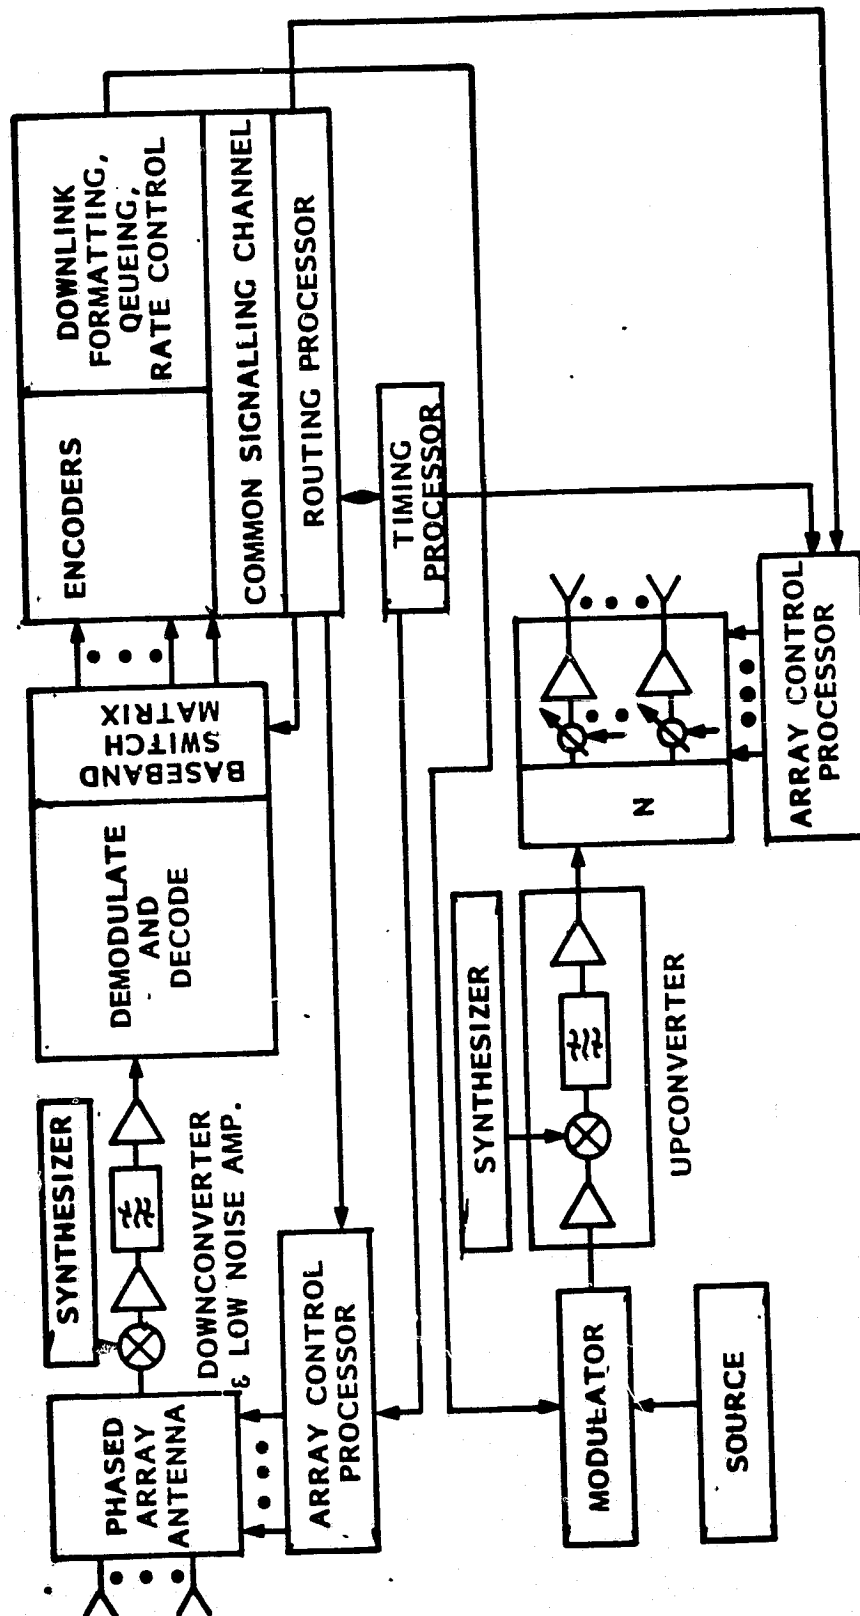 PHASED
ARRAY
ANTENNA
SYNTHESIZER
DOWNCONVERTER
& LOW NOISE AMP.
DEMODULATE
AND
DECODE
BASEBAND
SWITCH
MATRIX
ENCODERS
DOWNLINK
FORMATTING,
QEUEING,
RATE CONTROL
COMMON SIGNALLING CHANNEL
ROUTING PROCESSOR
ARRAY CONTROL
PROCESSOR
TIMING
PROCESSOR
SYNTHESIZER
MODULATOR
UPCONVERTER
N
SOURCE
ARRAY CONTROL
PROCESSOR